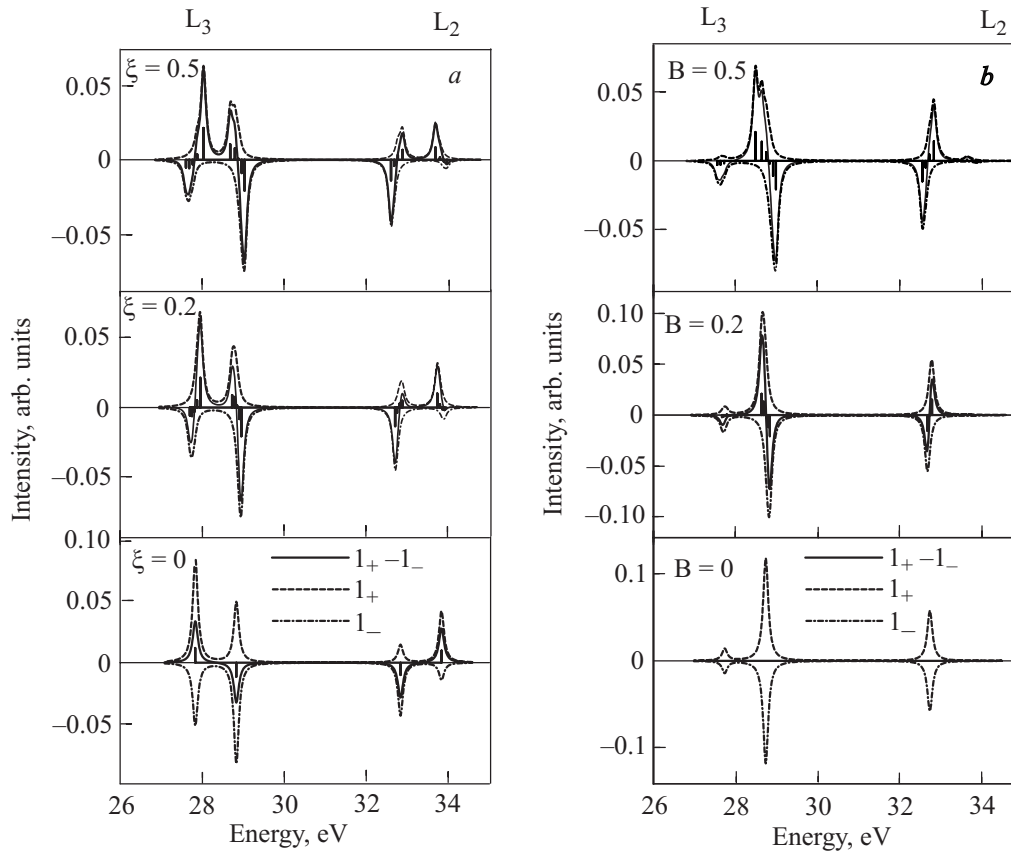 L₃ L₂
ξ = 0.5 a
0.05
0
–0.05
ξ = 0.2
0.05
0
–0.05
0.10
ξ = 0
0.05
0
–0.05
1₊ –1₋
1₊
1₋
26 28 30 32 34
Energy, eV
Intensity, arb. units
L₃ L₂
B = 0.5 b
0.05
0
–0.05
B = 0.2
0.10
0.05
0
–0.05
–0.10
B = 0
0.1
0
–0.1
1₊ –1₋
1₊
1₋
26 28 30 32 34
Energy, eV
Intensity, arb. units